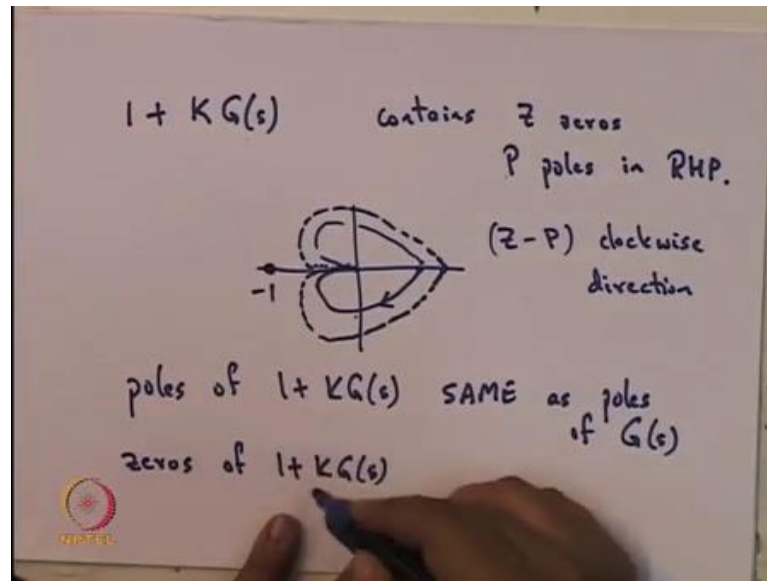 1 + K G(s) contains Z zeros
P poles in RHP.
(Z-P) clockwise
direction
-1
poles of 1 + KG(s) SAME as poles
of G(s)
zeros of 1 + KG(s)
NPTEL